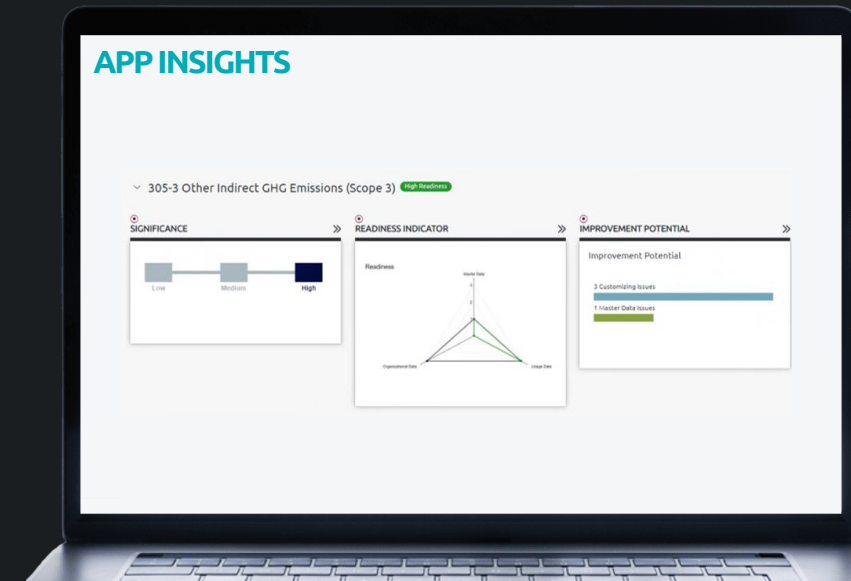 APP INSIGHTS
305-3 Other Indirect GHG Emissions (Scope 3) High Readiness
SIGNIFICANCE
Low Medium High
READINESS INDICATOR
Readiness
Master Data
Organizational Data
Usage Data
IMPROVEMENT POTENTIAL
Improvement Potential
3 Customizing Issues
1 Master Data Issues